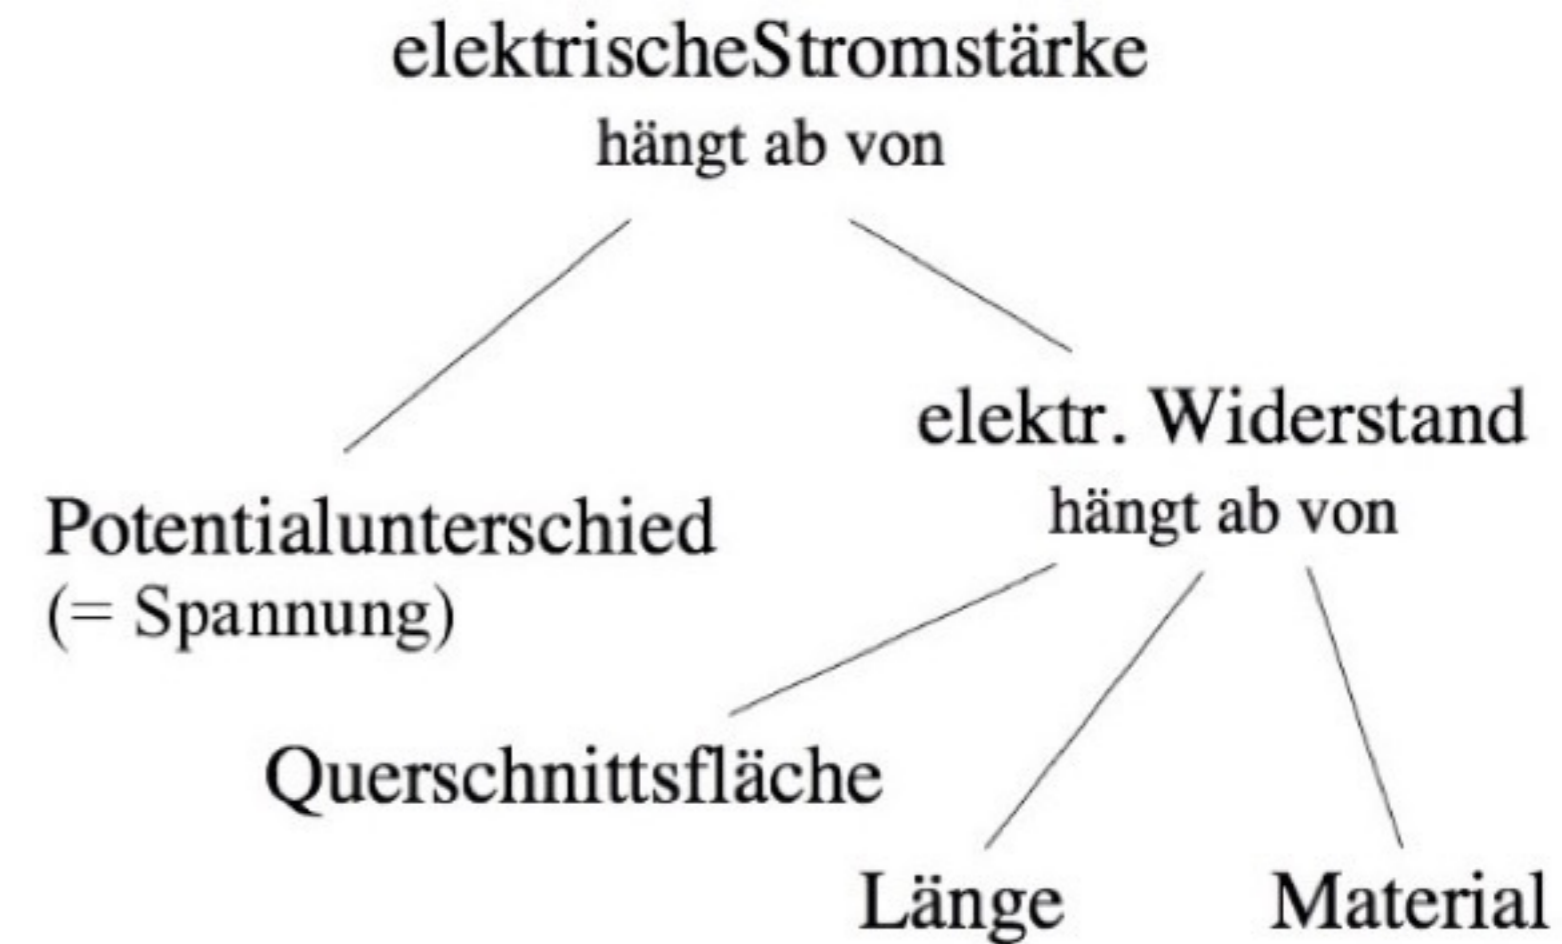 elektrischeStromstärke
hängt ab von
elektr. Widerstand
hängt ab von
Potentialunterschied
(= Spannung)
Querschnittsfläche
Länge
Material